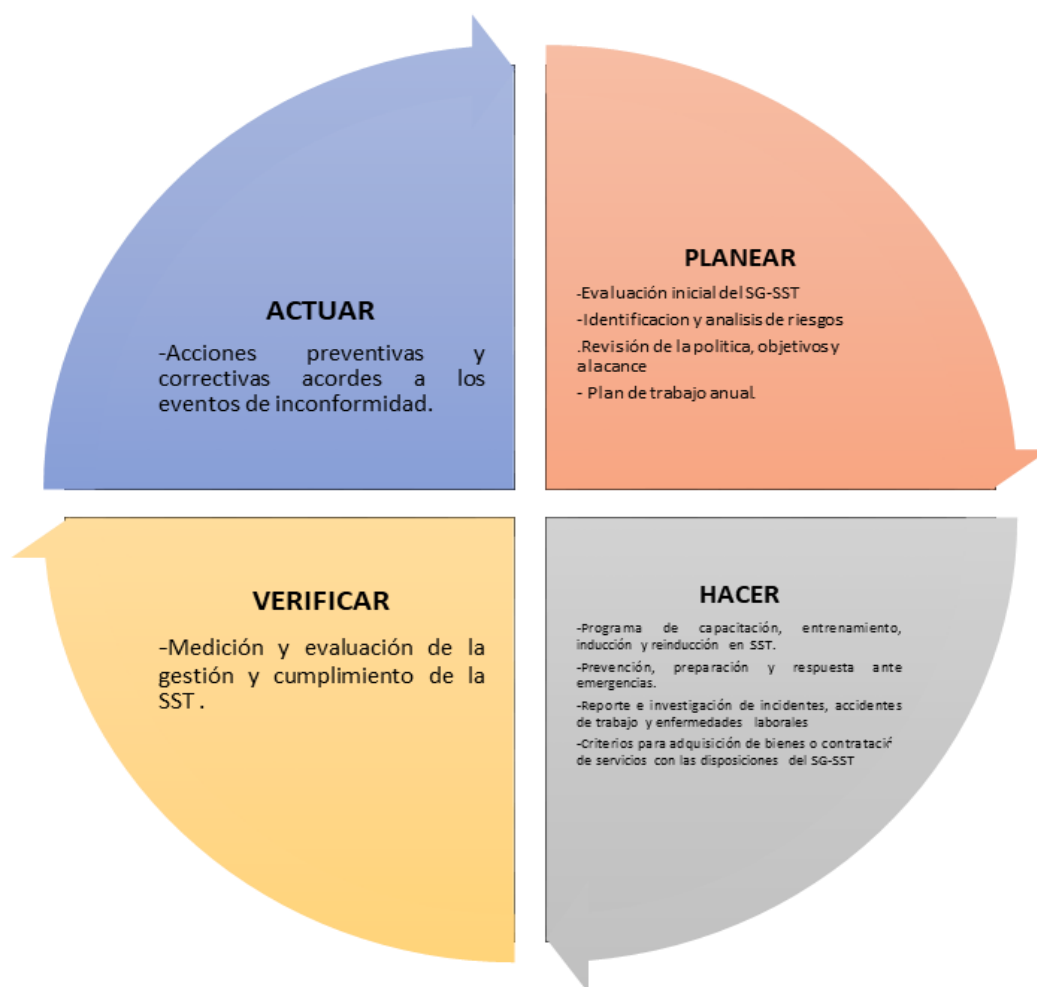 ACTUAR
-Acciones preventivas y
correctivas acordes a los
eventos de inconformidad.
PLANEAR
-Evaluación inicial del SG-SST
-Identificacion y analisis de riesgos
.Revisión de la politica, objetivos y
alacance
- Plan de trabajo anual.
VERIFICAR
-Medición y evaluación de la
gestión y cumplimiento de la
SST .
HACER
-Programa de capacitación, entrenamiento,
inducción y reinducción en SST.
-Prevención, preparación y respuesta ante
emergencias.
-Reporte e investigación de incidentes, accidentes
de trabajo y enfermedades laborales
-Criterios para adquisición de bienes o
de servicios con las disposiciones del SG-SST